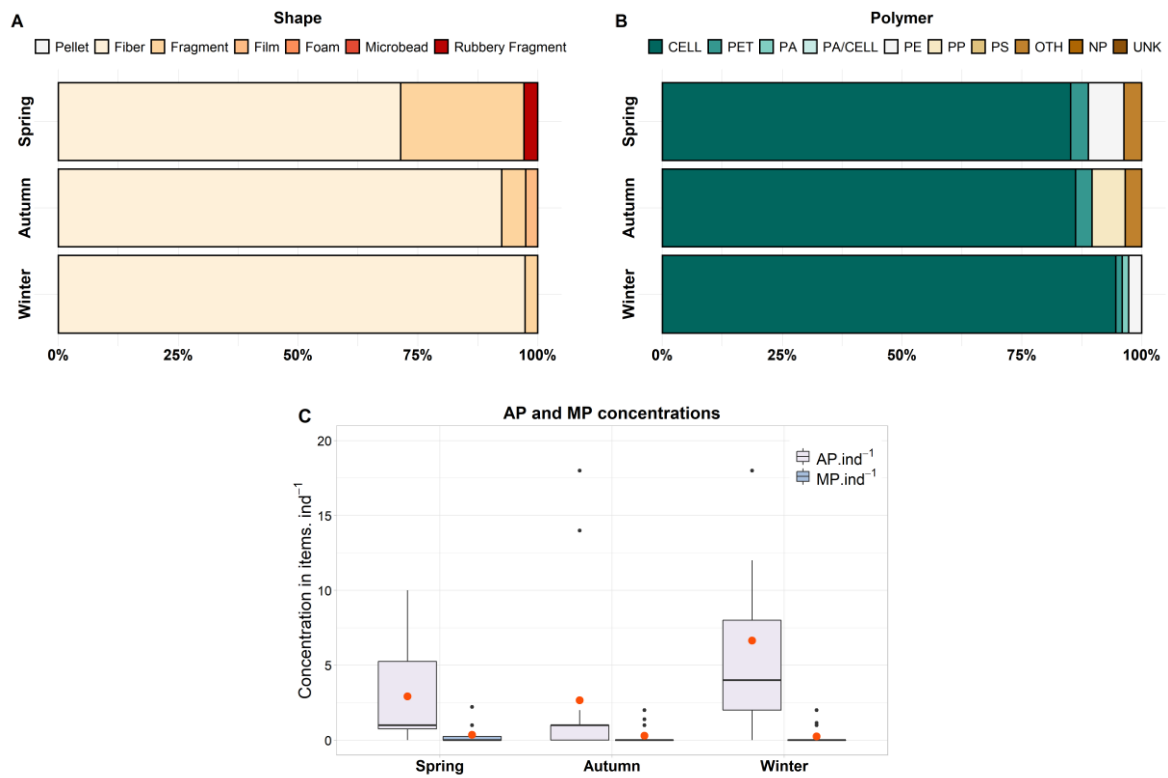 A
Shape
Pellet Fiber Fragment Film Foam Microbead Rubbery Fragment
Spring
Autumn
Winter
0% 25% 50% 75% 100%
B
Polymer
CELL PET PA PA/CELL PE PP PS OTH NP UNK
Spring
Autumn
Winter
0% 25% 50% 75% 100%
C
AP and MP concentrations
Concentration in items. ind⁻¹
20
15
10
5
0
AP.ind⁻¹
MP.ind⁻¹
Spring Autumn Winter